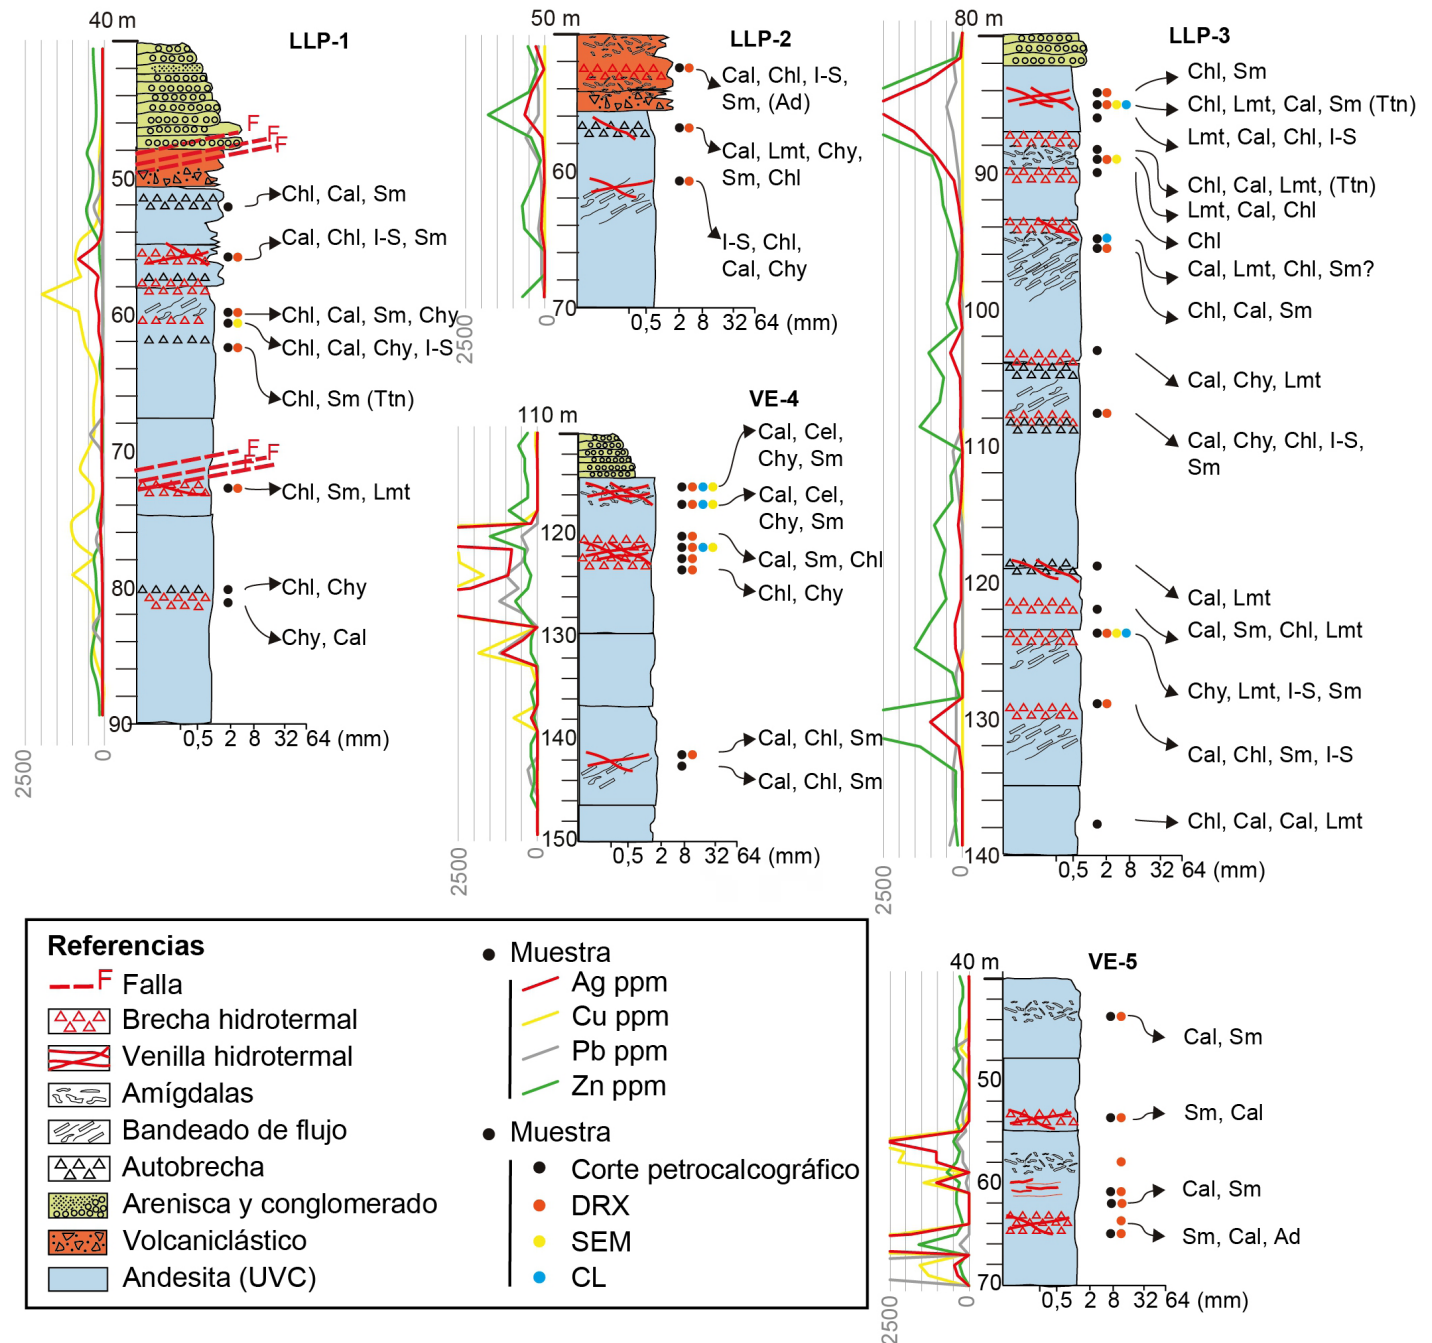 40 m
LLP-1
F
F
F
50
Chl, Cal, Sm
Cal, Chl, I-S, Sm
60
Chl, Cal, Sm, Chy
Chl, Cal, Chy, I-S
Chl, Sm (Ttn)
70
F
F
F
Chl, Sm, Lmt
80
Chl, Chy
Chy, Cal
90
0,5 2 8 32 64 (mm)
2500
0
50 m
LLP-2
Cal, Chl, I-S,
Sm, (Ad)
Cal, Lmt, Chy,
Sm, Chl
60
I-S, Chl,
Cal, Chy
70
0,5 2 8 32 64 (mm)
2500
0
110 m
VE-4
Cal, Cel,
Chy, Sm
Cal, Cel,
Chy, Sm
120
Cal, Sm, Chl
Chl, Chy
130
140
Cal, Chl, Sm
Cal, Chl, Sm
150
0,5 2 8 32 64 (mm)
2500
0
80 m
LLP-3
Chl, Sm
Chl, Lmt, Cal, Sm (Ttn)
Lmt, Cal, Chl, I-S
90
Chl, Cal, Lmt, (Ttn)
Lmt, Cal, Chl
Chl
Cal, Lmt, Chl, Sm?
100
Chl, Cal, Sm
Cal, Chy, Lmt
110
Cal, Chy, Chl, I-S,
Sm
120
Cal, Lmt
Cal, Sm, Chl, Lmt
Chy, Lmt, I-S, Sm
130
Cal, Chl, Sm, I-S
Chl, Cal, Cal, Lmt
140
0,5 2 8 32 64 (mm)
2500
0
40 m
VE-5
Cal, Sm
50
Sm, Cal
60
Cal, Sm
Sm, Cal, Ad
70
0,5 2 8 32 64 (mm)
2500
0
Referencias
F Falla
Brecha hidrotermal
Venilla hidrotermal
Amígdalas
Bandeado de flujo
Autobrecha
Arenisca y conglomerado
Volcaniclástico
Andesita (UVC)
Muestra
Ag ppm
Cu ppm
Pb ppm
Zn ppm
Muestra
Corte petrocalcográfico
DRX
SEM
CL